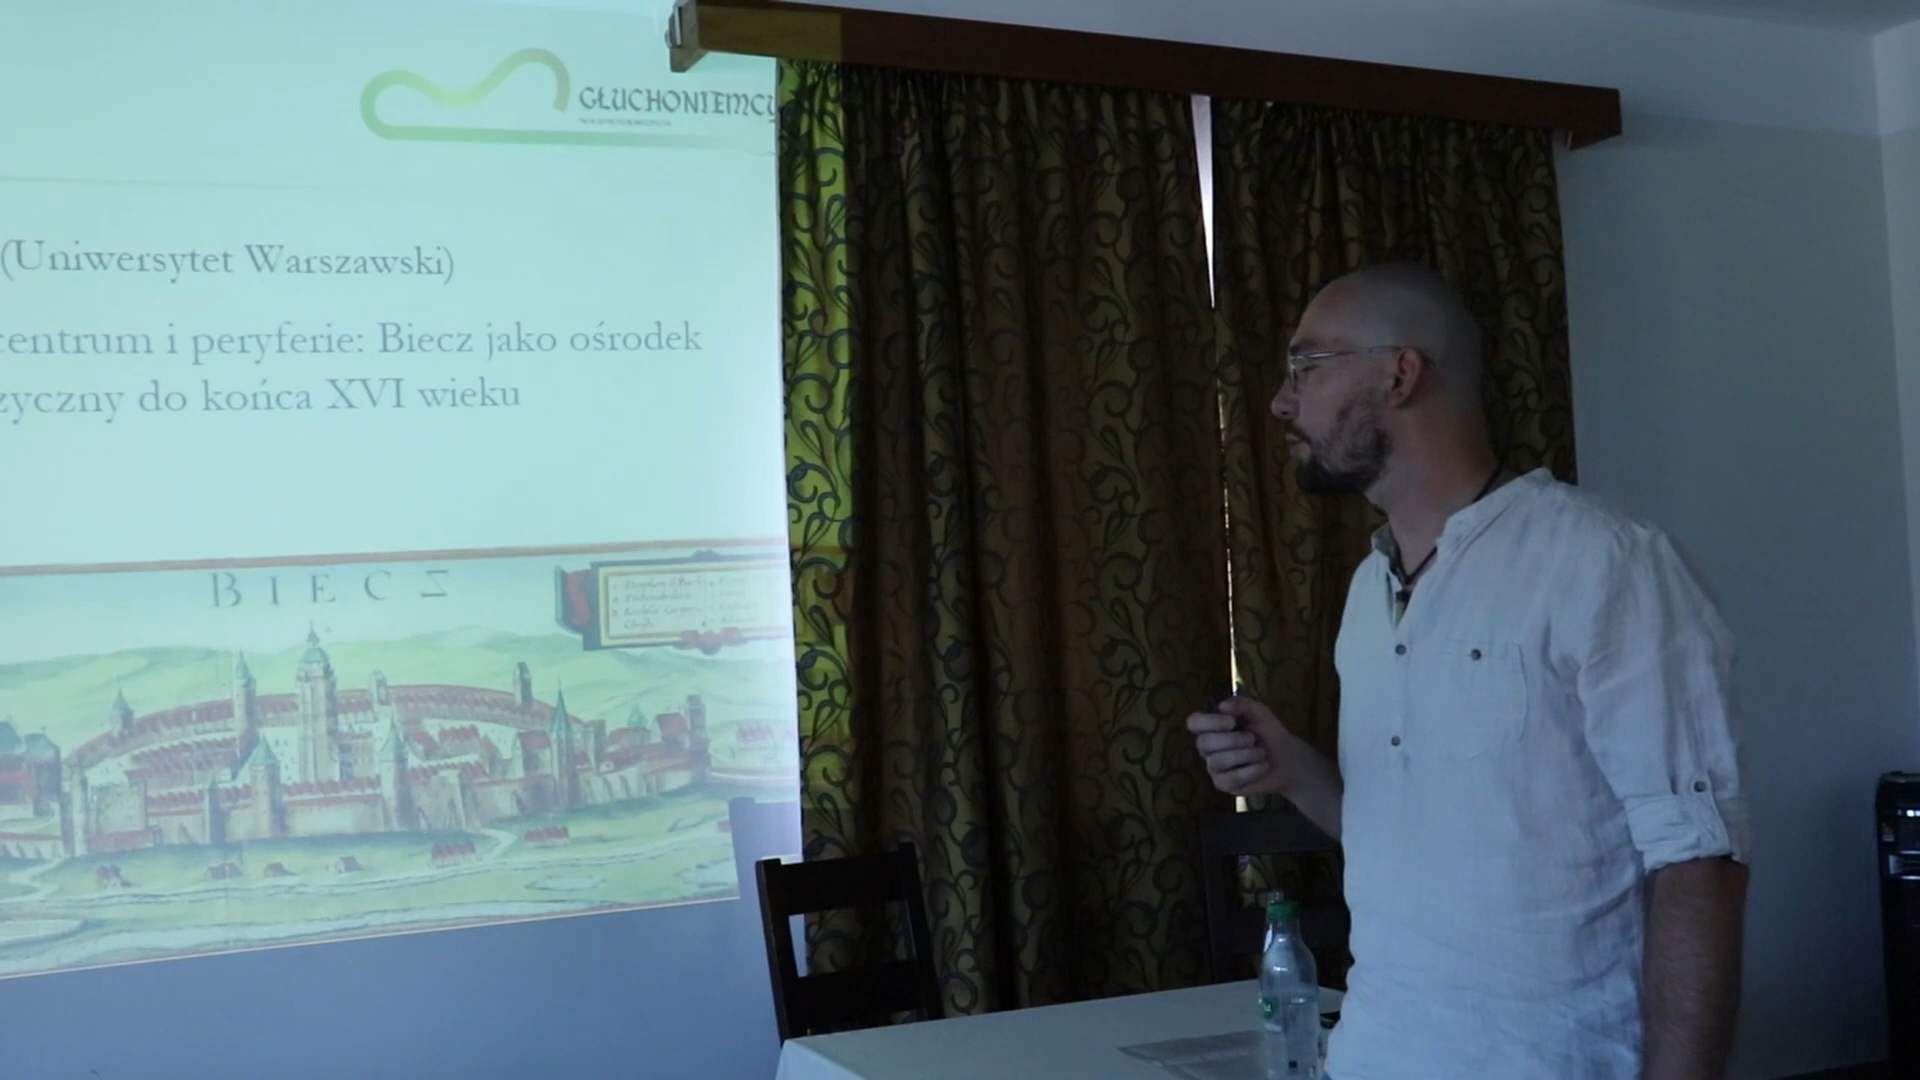 GŁUCHONIEMCY
(Uniwersytet Warszawski)
centrum i peryferie: Biecz jako ośrodek
zyczny do końca XVI wieku
BIECZ